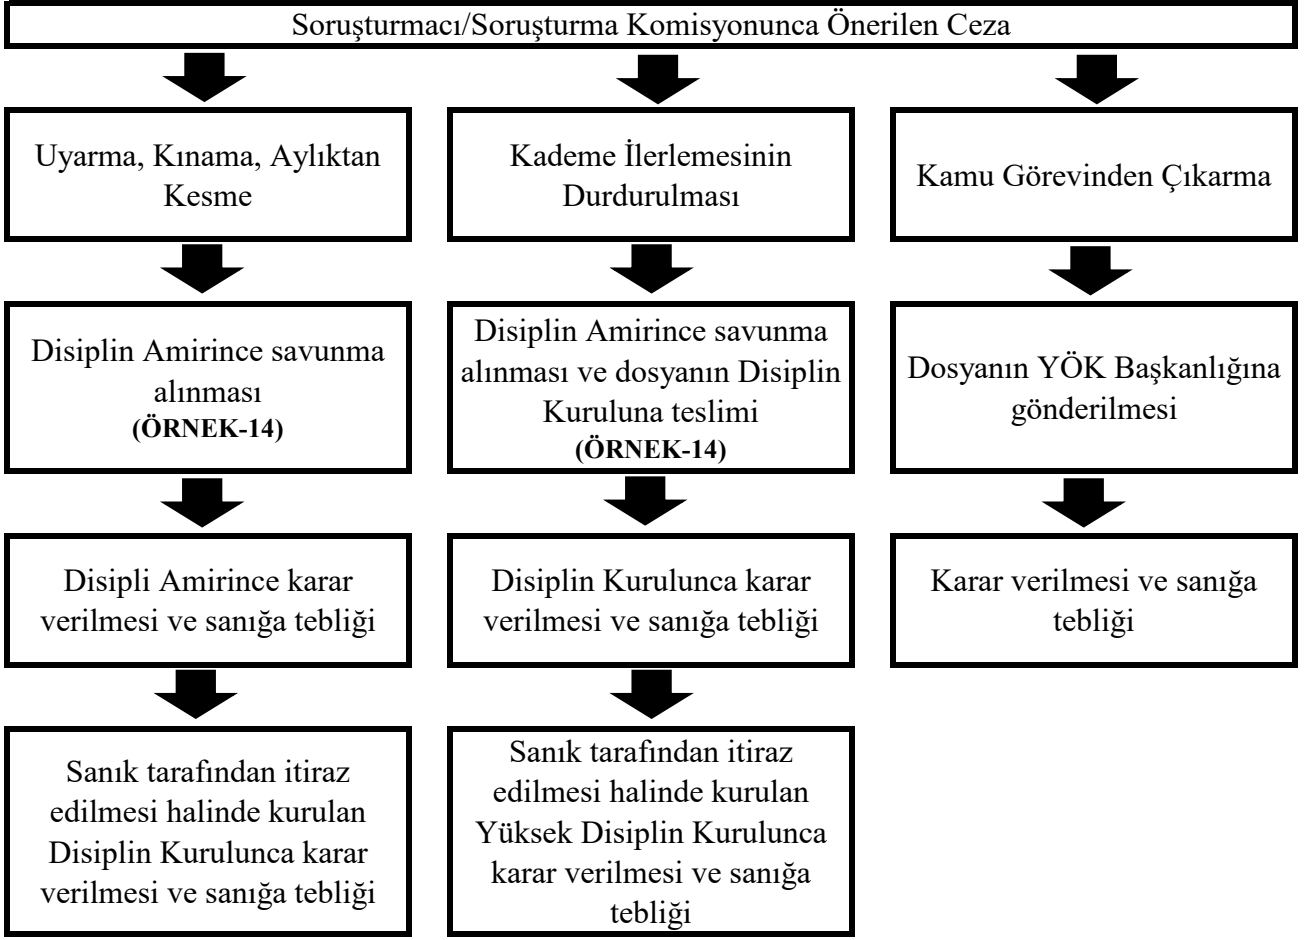 Soruşturmacı/Soruşturma Komisyonunca Önerilen Ceza
Uyarma, Kınama, Aylıktan
Kesme
Kademe İlerlemesinin
Durdurulması
Kamu Görevinden Çıkarma
Disiplin Amirince savunma
alınması
(ÖRNEK-14)
Disiplin Amirince savunma
alınması ve dosyanın Disiplin
Kuruluna teslimi
(ÖRNEK-14)
Dosyanın YÖK Başkanlığına
gönderilmesi
Disipli Amirince karar
verilmesi ve sanığa tebliği
Disiplin Kurulunca karar
verilmesi ve sanığa tebliği
Karar verilmesi ve sanığa
tebliği
Sanık tarafından itiraz
edilmesi halinde kurulan
Disiplin Kurulunca karar
verilmesi ve sanığa tebliği
Sanık tarafından itiraz
edilmesi halinde kurulan
Yüksek Disiplin Kurulunca
karar verilmesi ve sanığa
tebliği